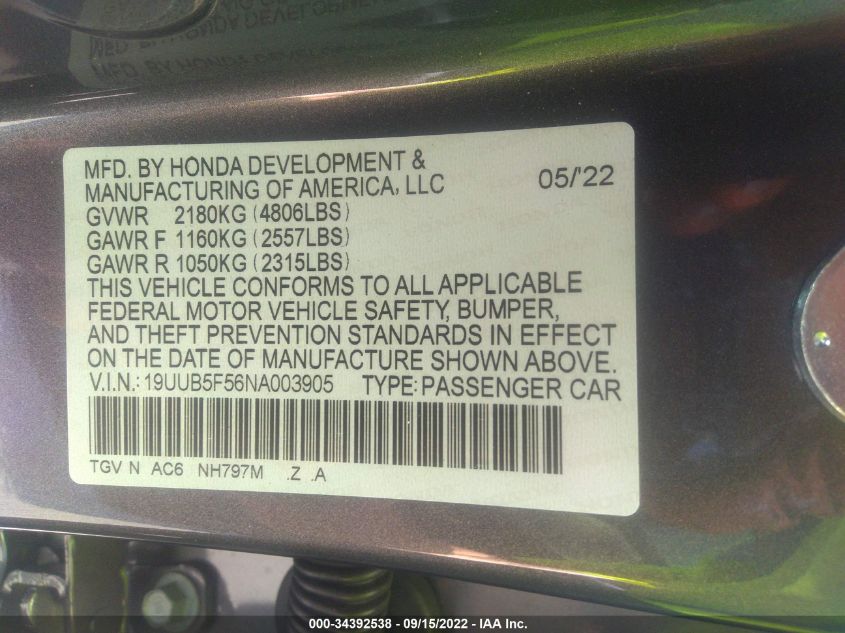 MFD. BY HONDA DEVELOPMENT &
MANUFACTURING OF AMERICA, LLC 05/'22
GVWR 2180KG (4806LBS)
GAWR F 1160KG (2557LBS)
GAWR R 1050KG (2315LBS)
THIS VEHICLE CONFORMS TO ALL APPLICABLE
FEDERAL MOTOR VEHICLE SAFETY, BUMPER,
AND THEFT PREVENTION STANDARDS IN EFFECT
ON THE DATE OF MANUFACTURE SHOWN ABOVE.
V.I.N.: 19UUB5F56NA003905 TYPE: PASSENGER CAR
TGV N AC6 NH797M .Z .A
000-34392538 - 09/15/2022 - IAA Inc.